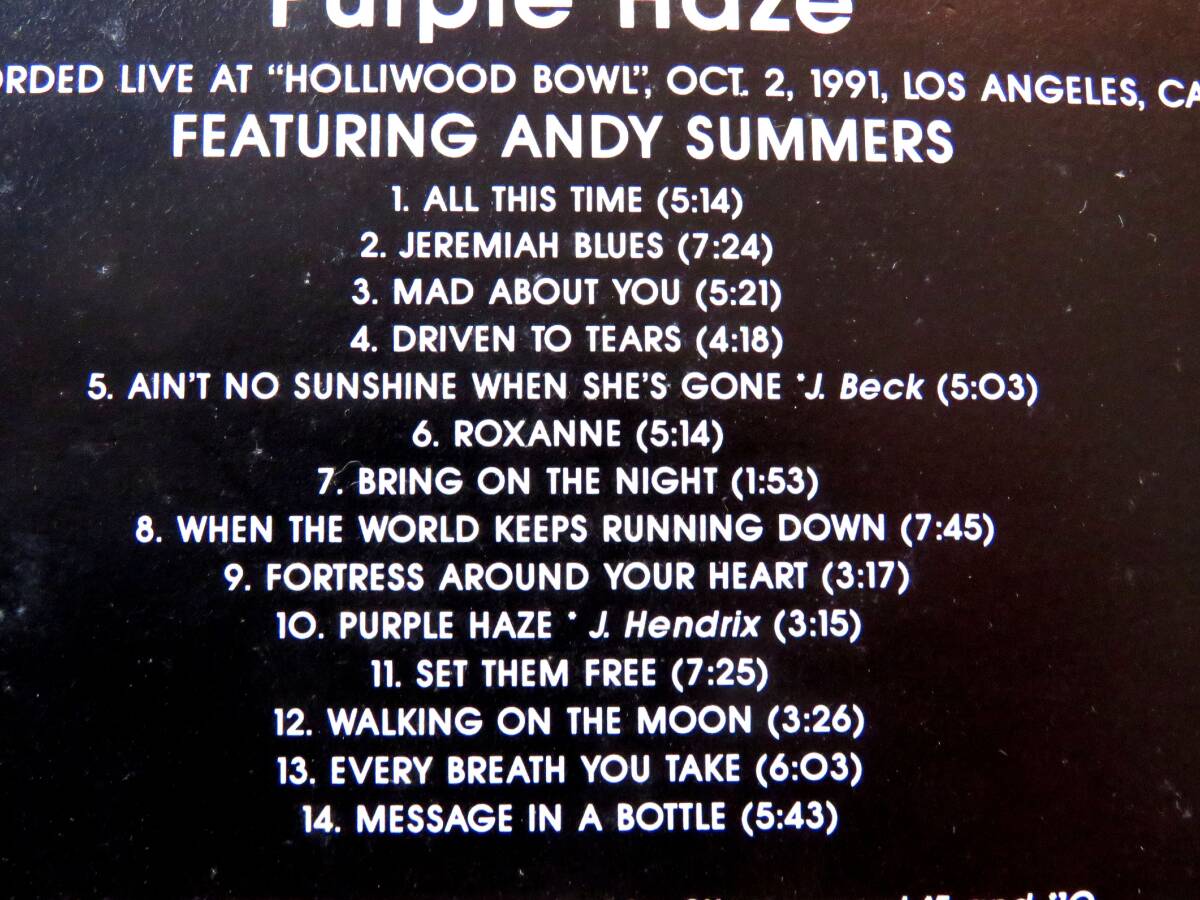 Purple Haze
ORDED LIVE AT “HOLLIWOOD BOWL”, OCT. 2, 1991, LOS ANGELES, CA
FEATURING ANDY SUMMERS
1. ALL THIS TIME (5:14)
2. JEREMIAH BLUES (7:24)
3. MAD ABOUT YOU (5:21)
4. DRIVEN TO TEARS (4:18)
5. AIN'T NO SUNSHINE WHEN SHE'S GONE *J. Beck (5:03)
6. ROXANNE (5:14)
7. BRING ON THE NIGHT (1:53)
8. WHEN THE WORLD KEEPS RUNNING DOWN (7:45)
9. FORTRESS AROUND YOUR HEART (3:17)
10. PURPLE HAZE * J. Hendrix (3:15)
11. SET THEM FREE (7:25)
12. WALKING ON THE MOON (3:26)
13. EVERY BREATH YOU TAKE (6:03)
14. MESSAGE IN A BOTTLE (5:43)
and